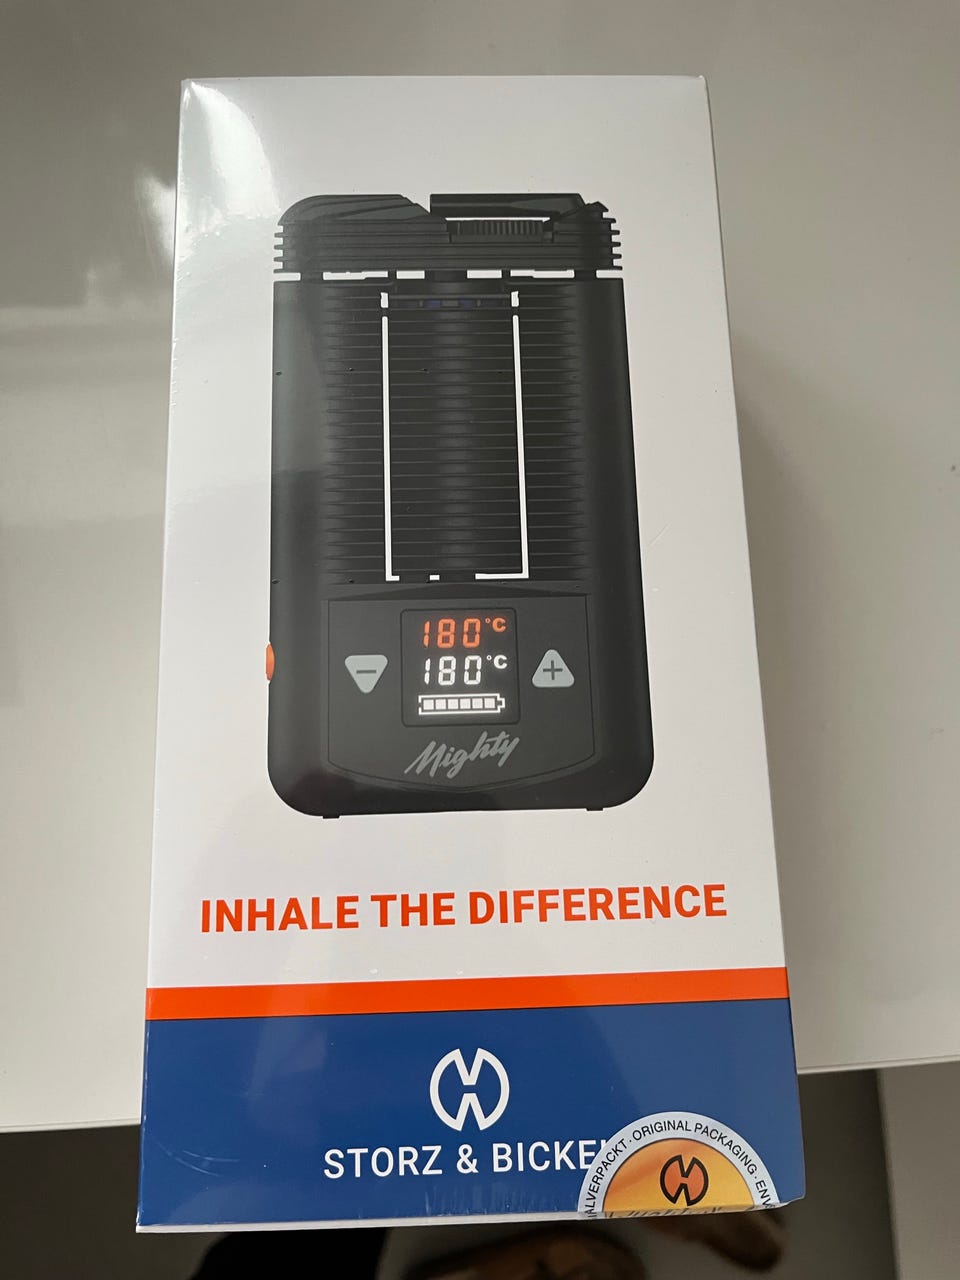 180°C
180°C
Mighty
INHALE THE DIFFERENCE
STORZ & BICKE
ORIGINAL PACKAGING